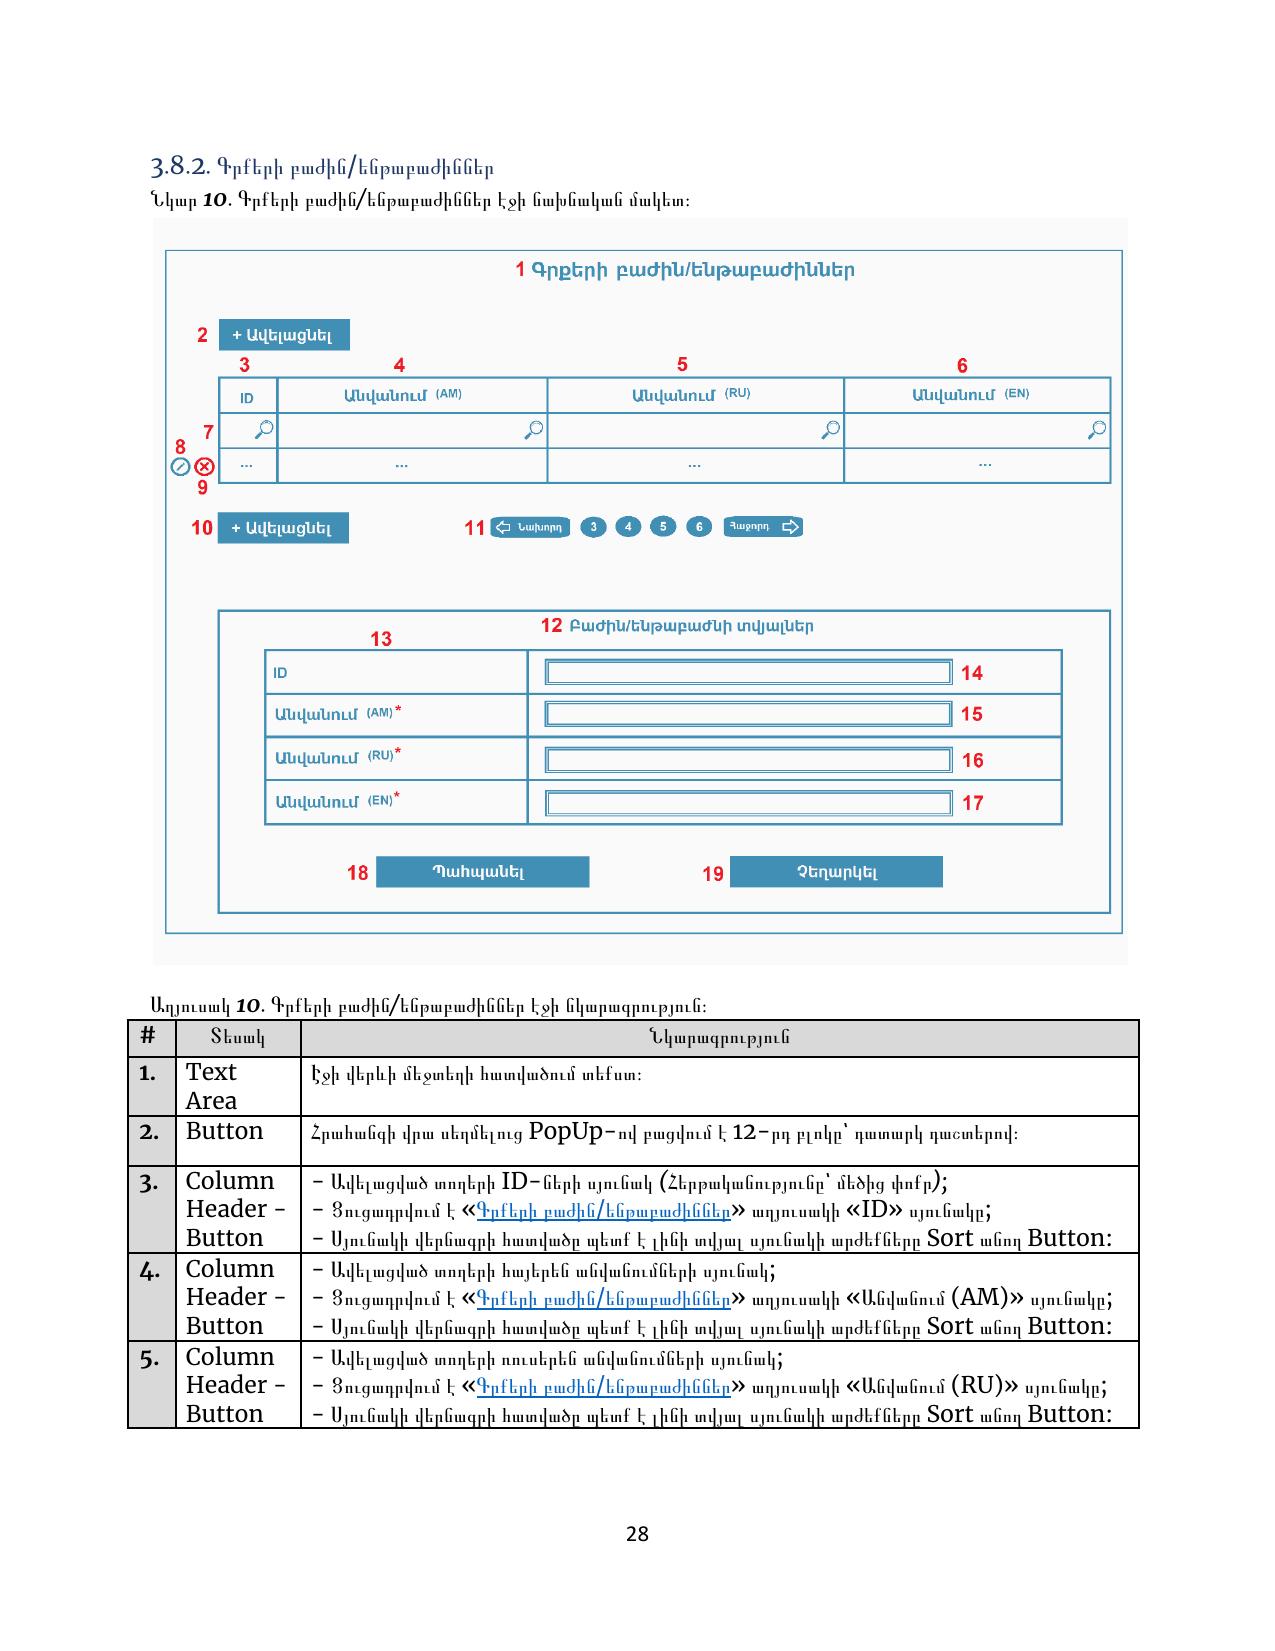 3.8.2. Գրքերի բաժին/ենթաբաժիններ
Նկար 10. Գրքերի բաժին/ենթաբաժիններ էջի նախնական մակետ։
1 Գրքերի բաժին/ենթաբաժիններ
2 + Ավելացնել
3 4 5 6
ID Անվանում (AM) Անվանում (RU) Անվանում (EN)
7
8
... ... ... ...
9
10 + Ավելացնել 11 Նախորդ 3 4 5 6 Հաջորդ
12 Բաժին/ենթաբաժնի տվյալներ
13
ID 14
Անվանում (AM)* 15
Անվանում (RU)* 16
Անվանում (EN)* 17
18 Պահպանել 19 Չեղարկել
Աղյուսակ 10. Գրքերի բաժին/ենթաբաժիններ էջի նկարագրություն։
# Տեսակ Նկարագրություն
1. Text Էջի վերևի մեջտեղի հատվածում տեքստ։
Area
2. Button Հրահանգի վրա սեղմելուց PopUp-ով բացվում է 12-րդ բլոկը՝ դատարկ դաշտերով։
3. Column - Ավելացված տողերի ID-ների սյունակ (Հերթականությունը՝ մեծից փոքր);
Header - - Ցուցադրվում է «Գրքերի բաժին/ենթաբաժիններ» աղյուսակի «ID» սյունակը;
Button - Սյունակի վերնագրի հատվածը պետք է լինի տվյալ սյունակի արժեքները Sort անող Button:
4. Column - Ավելացված տողերի հայերեն անվանումների սյունակ;
Header - - Ցուցադրվում է «Գրքերի բաժին/ենթաբաժիններ» աղյուսակի «Անվանում (AM)» սյունակը;
Button - Սյունակի վերնագրի հատվածը պետք է լինի տվյալ սյունակի արժեքները Sort անող Button:
5. Column - Ավելացված տողերի ռուսերեն անվանումների սյունակ;
Header - - Ցուցադրվում է «Գրքերի բաժին/ենթաբաժիններ» աղյուսակի «Անվանում (RU)» սյունակը;
Button - Սյունակի վերնագրի հատվածը պետք է լինի տվյալ սյունակի արժեքները Sort անող Button:
28